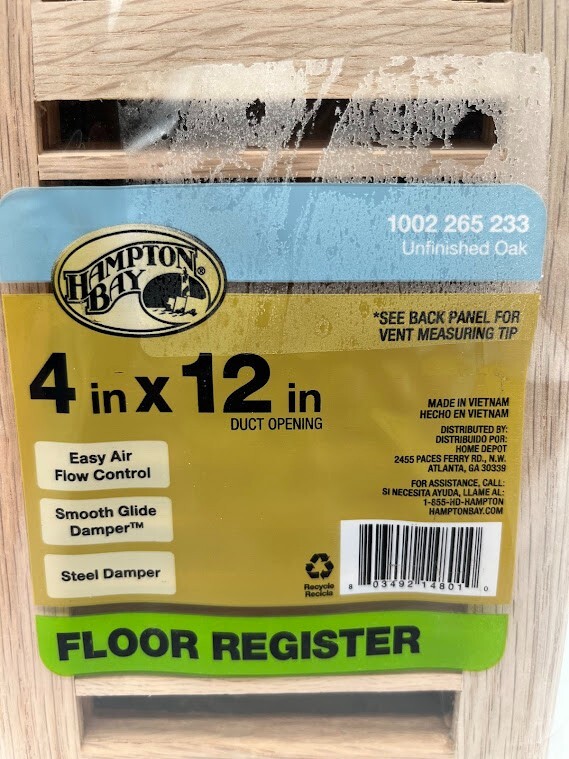 HAMPTON
BAY®
1002 265 233
Unfinished Oak
*SEE BACK PANEL FOR
VENT MEASURING TIP
4 in x 12 in
DUCT OPENING
Easy Air
Flow Control
Smooth Glide
Damper™
Steel Damper
MADE IN VIETNAM
HECHO EN VIETNAM
DISTRIBUTED BY:
DISTRIBUIDO POR:
HOME DEPOT
2455 PACES FERRY RD., N.W.
ATLANTA, GA 30339
FOR ASSISTANCE, CALL:
SI NECESITA AYUDA, LLAME AL:
1-855-HD-HAMPTON
HAMPTONBAY.COM
Recycle
Recicle
8 03492 14801 0
FLOOR REGISTER